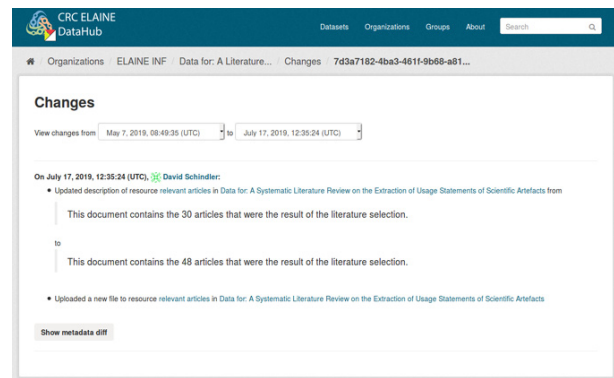 CRC ELAINE
DataHub
Datasets Organizations Groups About Search
Organizations / ELAINE INF / Data for: A Literature... / Changes / 7d3a7182-4ba3-461f-9b68-a81...
Changes
View changes from May 7, 2019, 08:49:35 (UTC) to July 17, 2019, 12:35:24 (UTC)
On July 17, 2019, 12:35:24 (UTC), David Schindler:
• Updated description of resource relevant articles in Data for: A Systematic Literature Review on the Extraction of Usage Statements of Scientific Artefacts from
This document contains the 30 articles that were the result of the literature selection.
to
This document contains the 48 articles that were the result of the literature selection.
• Uploaded a new file to resource relevant articles in Data for: A Systematic Literature Review on the Extraction of Usage Statements of Scientific Artefacts
Show metadata diff